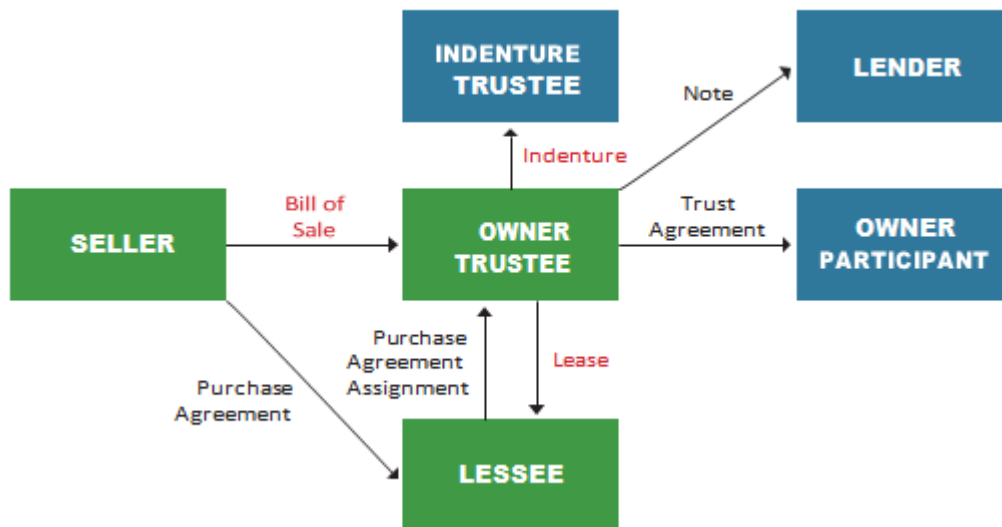 INDENTURE
TRUSTEE
LENDER
Note
Indenture
Bill of
Sale
SELLER
OWNER
TRUSTEE
Trust
Agreement
OWNER
PARTICIPANT
Purchase
Agreement
Purchase
Agreement
Assignment
Lease
LESSEE